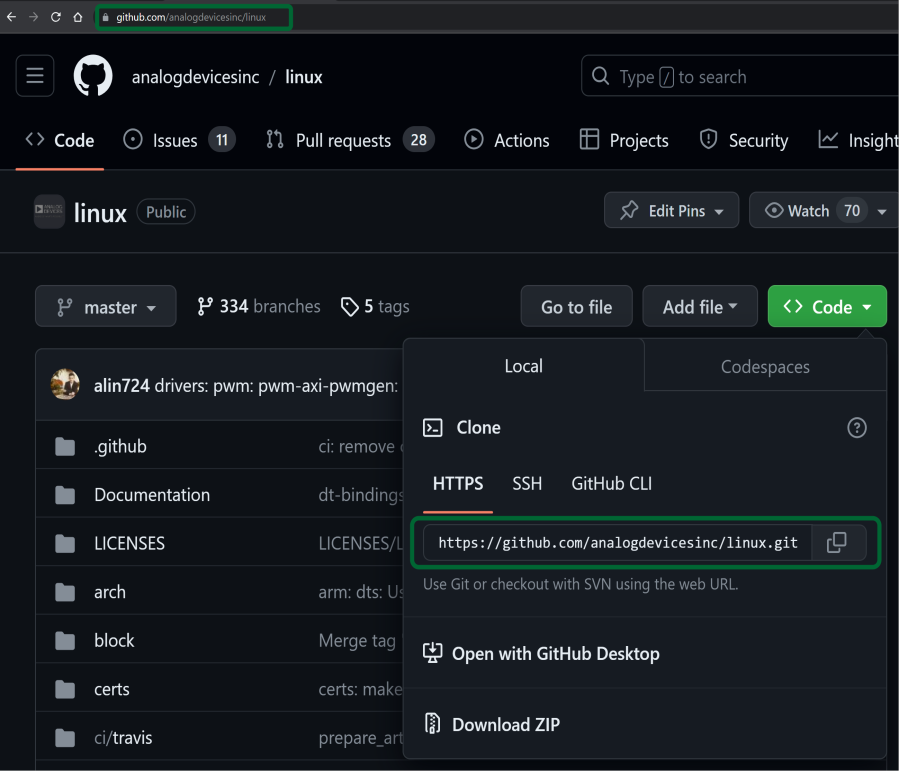 github.com/analogdevicesinc/linux
analogdevicesinc / linux
Type / to search
Code
Issues 11
Pull requests 28
Actions
Projects
Security
Insight
ANALOG DEVICES
linux Public
Edit Pins
Watch 70
master
334 branches
5 tags
Go to file
Add file
Code
alin724 drivers: pwm: pwm-axi-pwmgen:
.github ci: remove
Documentation dt-bindings
LICENSES LICENSES/L
arch arm: dts: Us
block Merge tag
certs certs: make
ci/travis prepare_art
Local
Codespaces
Clone
HTTPS SSH GitHub CLI
https://github.com/analogdevicesinc/linux.git
Use Git or checkout with SVN using the web URL.
Open with GitHub Desktop
Download ZIP